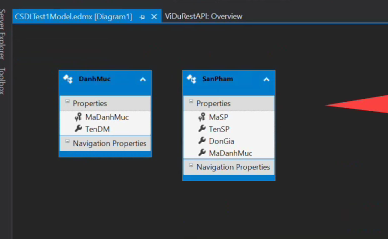 CSDLTest1Model.edmx [Diagram1]
ViDuRestAPI: Overview
Server Explorer
Toolbox
DanhMuc
Properties
MaDanhMuc
TenDM
Navigation Properties
SanPham
Properties
MaSP
TenSP
DonGia
MaDanhMuc
Navigation Properties